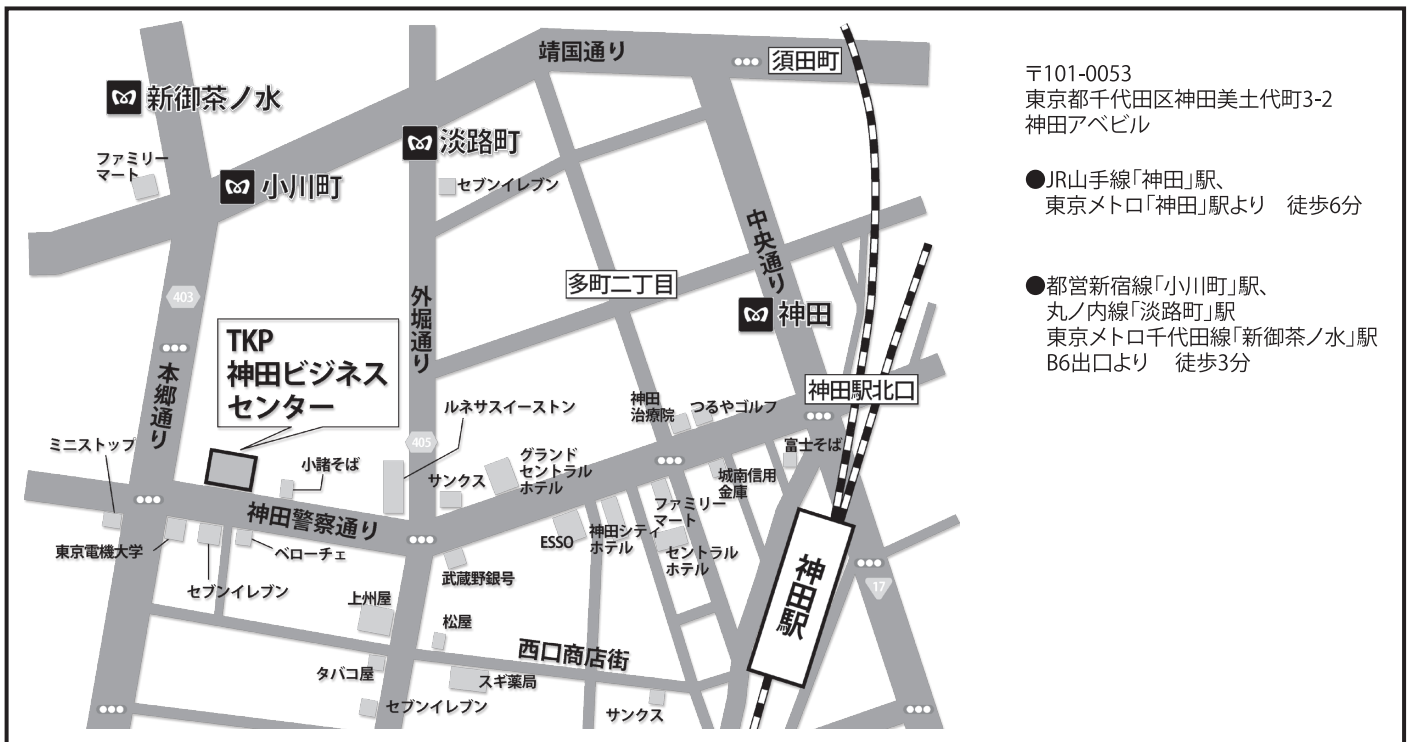 靖国通り
須田町
新御茶ノ水
淡路町
ファミリー
マート
小川町
セブンイレブン
中央通り
403
外堀通り
多町二丁目
神田
TKP
神田ビジネス
センター
本郷通り
神田駅北口
ルネサスイーストン
神田
治療院
つるやゴルフ
405
ミニストップ
小諸そば
サンクス
グランド
セントラル
ホテル
富士そば
城南信用
金庫
神田警察通り
ファミリー
マート
ESSO
神田シティ
ホテル
セントラル
ホテル
東京電機大学
ベローチェ
武蔵野銀号
セブンイレブン
神田駅
17
上州屋
松屋
西口商店街
タバコ屋
スギ薬局
セブンイレブン
サンクス
〒101-0053
東京都千代田区神田美土代町3-2
神田アベビル
●JR山手線「神田」駅、
東京メトロ「神田」駅より 徒歩6分
●都営新宿線「小川町」駅、
丸ノ内線「淡路町」駅
東京メトロ千代田線「新御茶ノ水」駅
B6出口より 徒歩3分